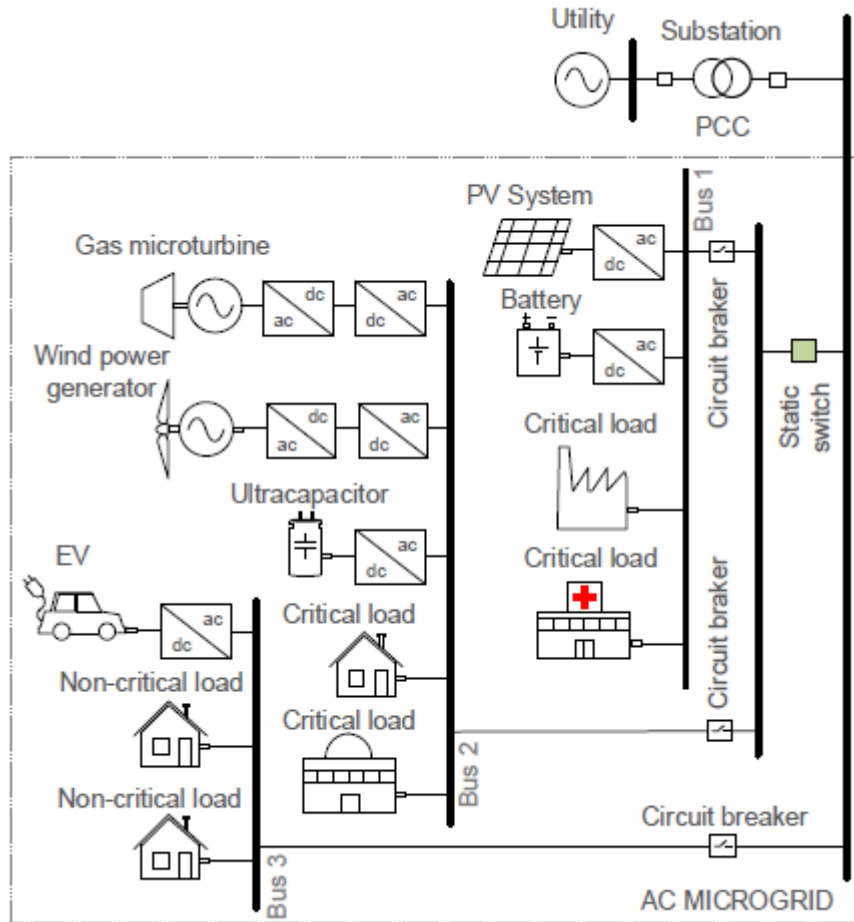 Utility
Substation
PCC
PV System
Bus 1
Gas microturbine
ac
dc
dc
ac
ac
dc
Battery
+ −
ac
dc
Circuit braker
Wind power
generator
dc
ac
ac
dc
Static
switch
Critical load
Ultracapacitor
ac
dc
EV
Critical load
ac
dc
Critical load
Circuit braker
Non-critical load
Critical load
Bus 2
Non-critical load
Circuit breaker
Bus 3
AC MICROGRID